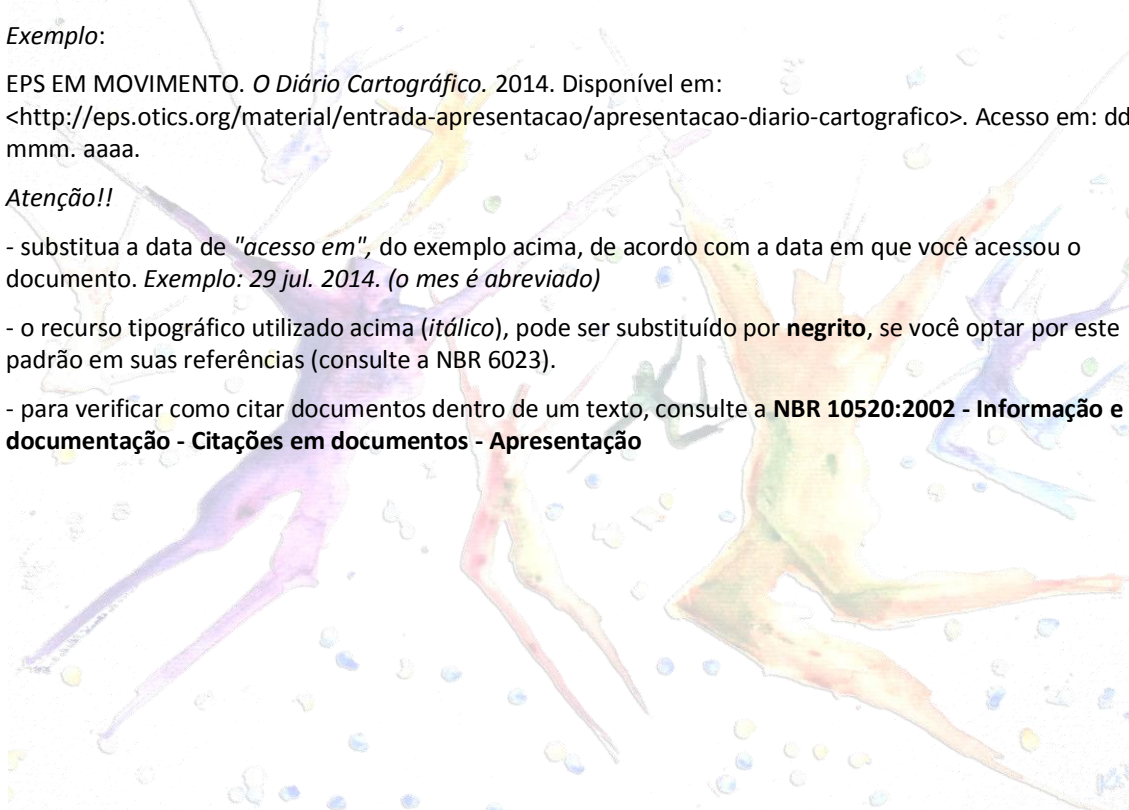 Exemplo:
EPS EM MOVIMENTO. O Diário Cartográfico. 2014. Disponível em:
<http://eps.otics.org/material/entrada-apresentacao/apresentacao-diario-cartografico>. Acesso em: dd
mmm. aaaa.
Atenção!!
- substitua a data de "acesso em", do exemplo acima, de acordo com a data em que você acessou o
documento. Exemplo: 29 jul. 2014. (o mes é abreviado)
- o recurso tipográfico utilizado acima (itálico), pode ser substituído por negrito, se você optar por este
padrão em suas referências (consulte a NBR 6023).
- para verificar como citar documentos dentro de um texto, consulte a NBR 10520:2002 - Informação e
documentação - Citações em documentos - Apresentação